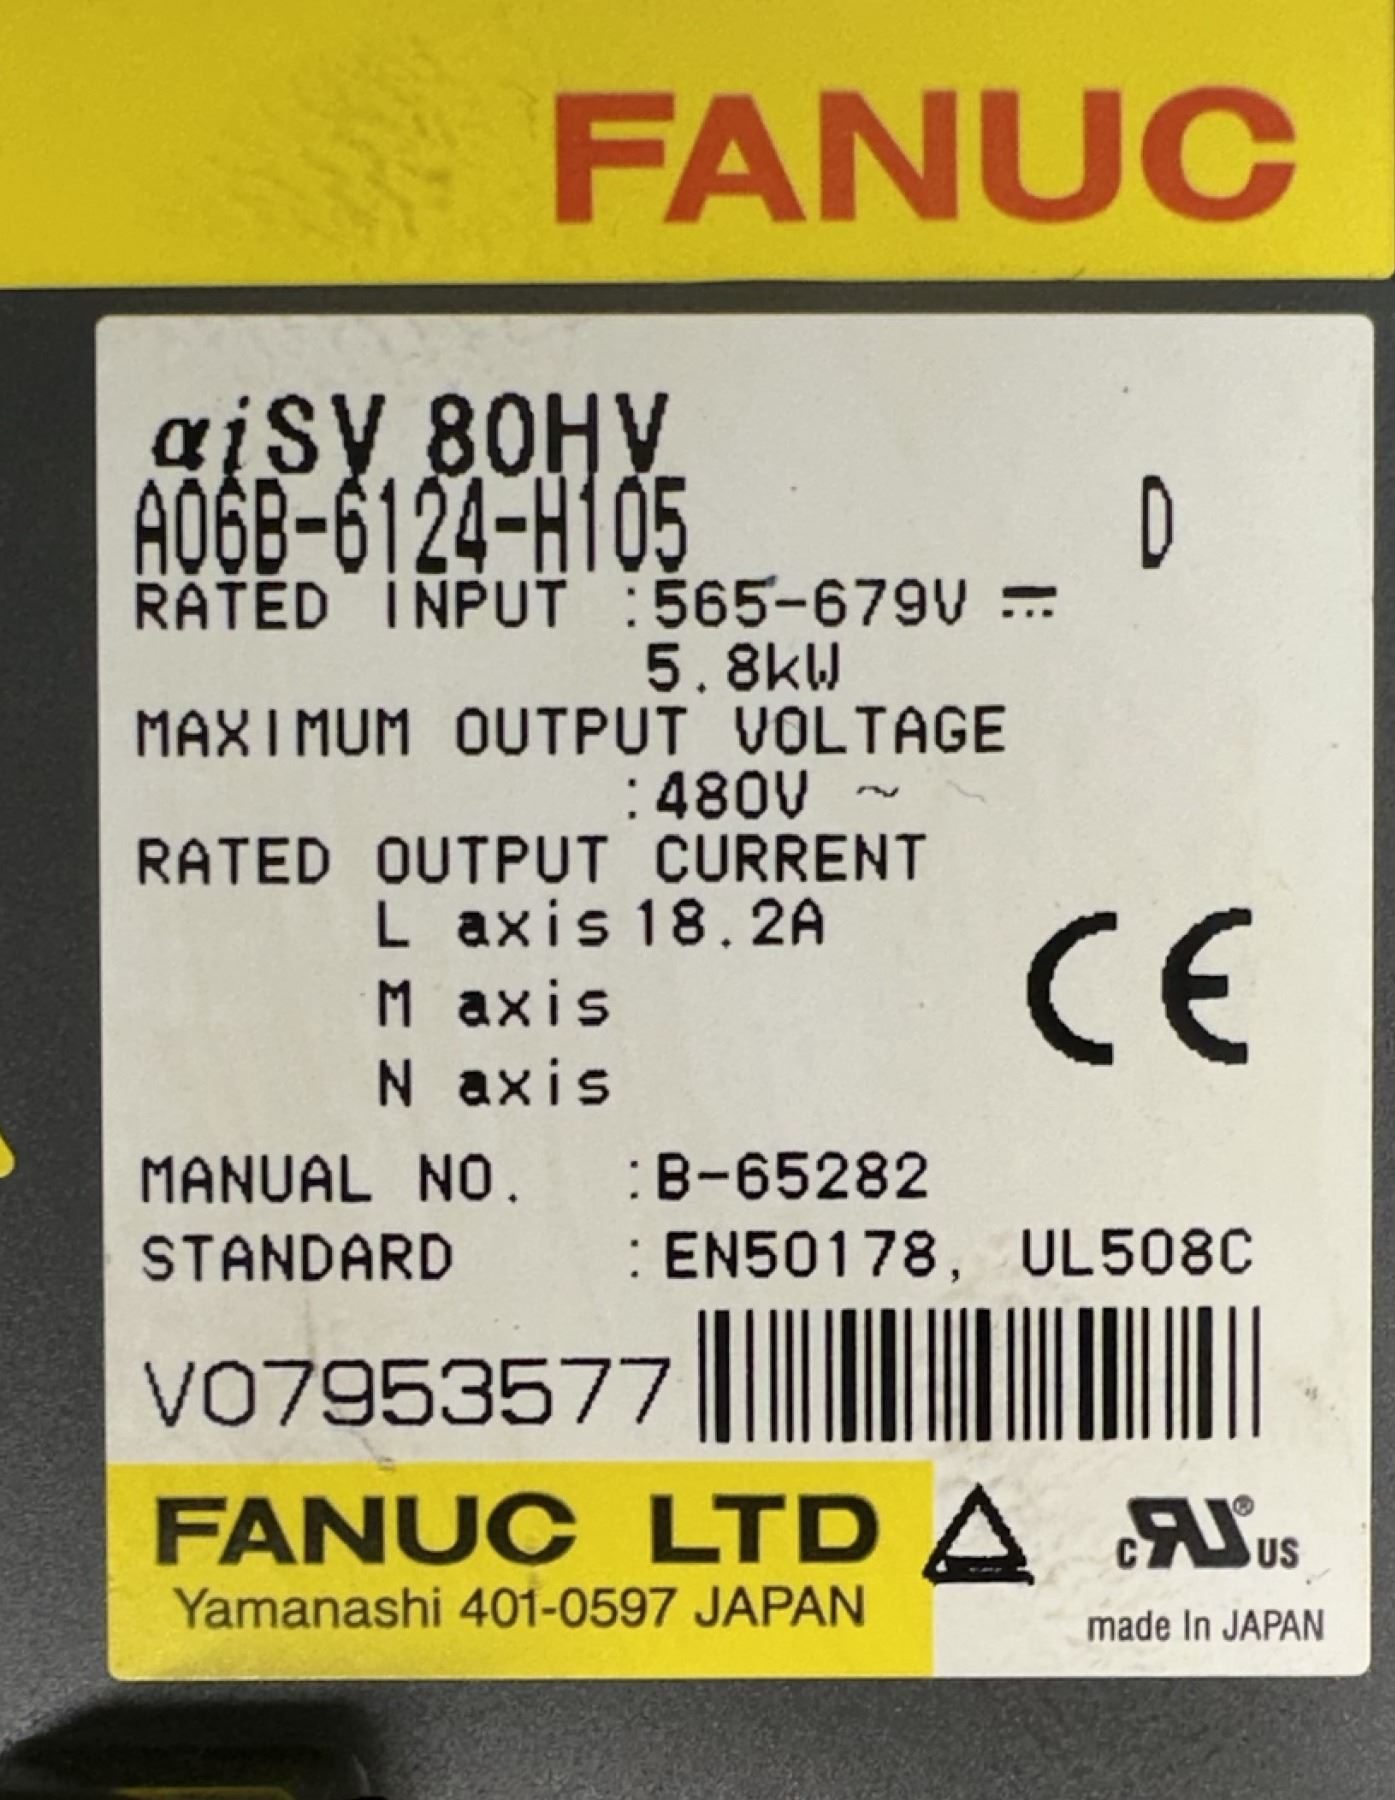 FANUC
αiSV 80HV
A06B-6124-H105 D
RATED INPUT :565-679V ⎓
5.8kW
MAXIMUM OUTPUT VOLTAGE
:480V ~
RATED OUTPUT CURRENT
L axis 18.2A
M axis
N axis
CE
MANUAL NO. :B-65282
STANDARD :EN50178, UL508C
V07953577
FANUC LTD
Yamanashi 401-0597 JAPAN
c RU ® US
made In JAPAN